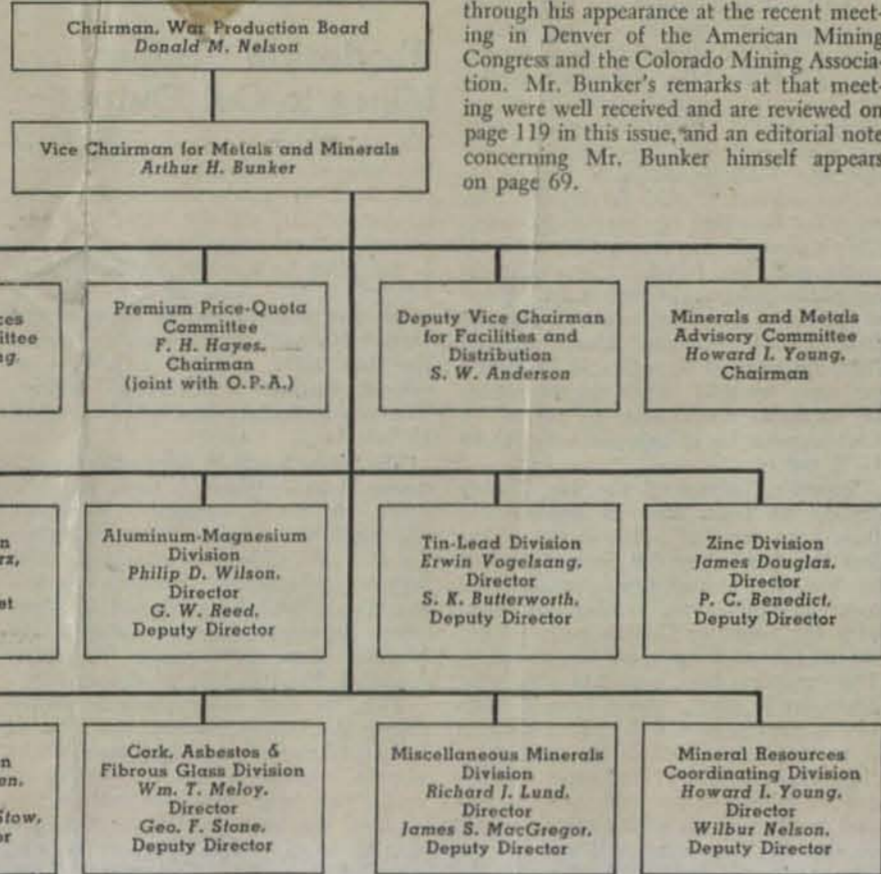 Chairman, War Production Board
Donald M. Nelson
Vice Chairman for Metals and Minerals
Arthur H. Bunker
through his appearance at the recent meet-
ing in Denver of the American Mining
Congress and the Colorado Mining Associa-
tion. Mr. Bunker's remarks at that meet-
ing were well received and are reviewed on
page 119 in this issue, and an editorial note
concerning Mr. Bunker himself appears
on page 69.
Premium Price-Quota
Committee
F. H. Hayes,
Chairman
(joint with O.P.A.)
Deputy Vice Chairman
for Facilities and
Distribution
S. W. Anderson
Minerals and Metals
Advisory Committee
Howard I. Young,
Chairman
Aluminum-Magnesium
Division
Philip D. Wilson,
Director
G. W. Reed,
Deputy Director
Tin-Lead Division
Erwin Vogelsang,
Director
S. K. Butterworth,
Deputy Director
Zinc Division
James Douglas,
Director
P. C. Benedict,
Deputy Director
Stow,
Cork, Asbestos &
Fibrous Glass Division
Wm. T. Meloy,
Director
Geo. F. Stone,
Deputy Director
Miscellaneous Minerals
Division
Richard J. Lund,
Director
James S. MacGregor,
Deputy Director
Mineral Resources
Coordinating Division
Howard I. Young,
Director
Wilbur Nelson,
Deputy Director